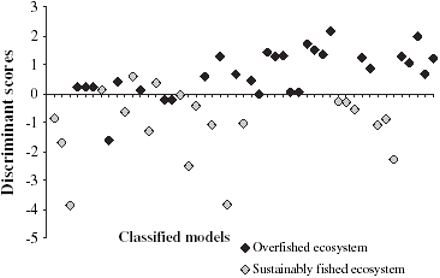 3
2
1
0
-1
-2
-3
-4
-5
Discriminant scores
Classified models
Overfished ecosystem
Sustainably fished ecosystem